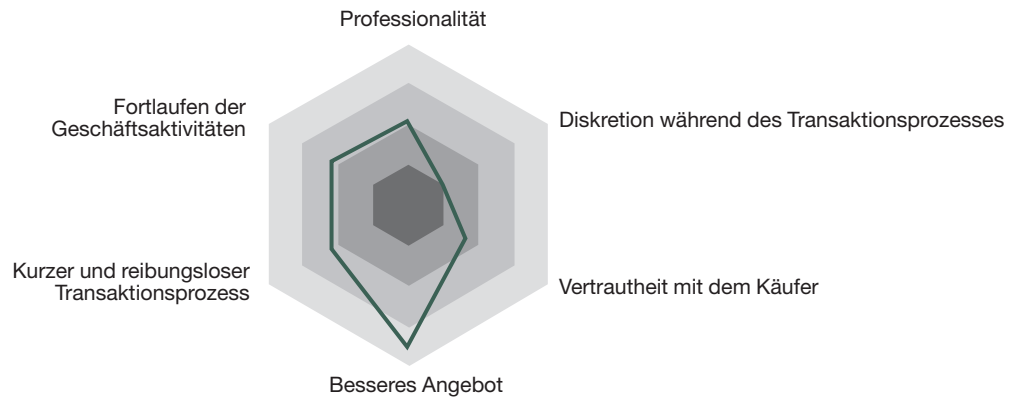 Professionalität
Fortlaufen der
Geschäftsaktivitäten
Diskretion während des Transaktionsprozesses
Kurzer und reibungsloser
Transaktionsprozess
Vertrautheit mit dem Käufer
Besseres Angebot